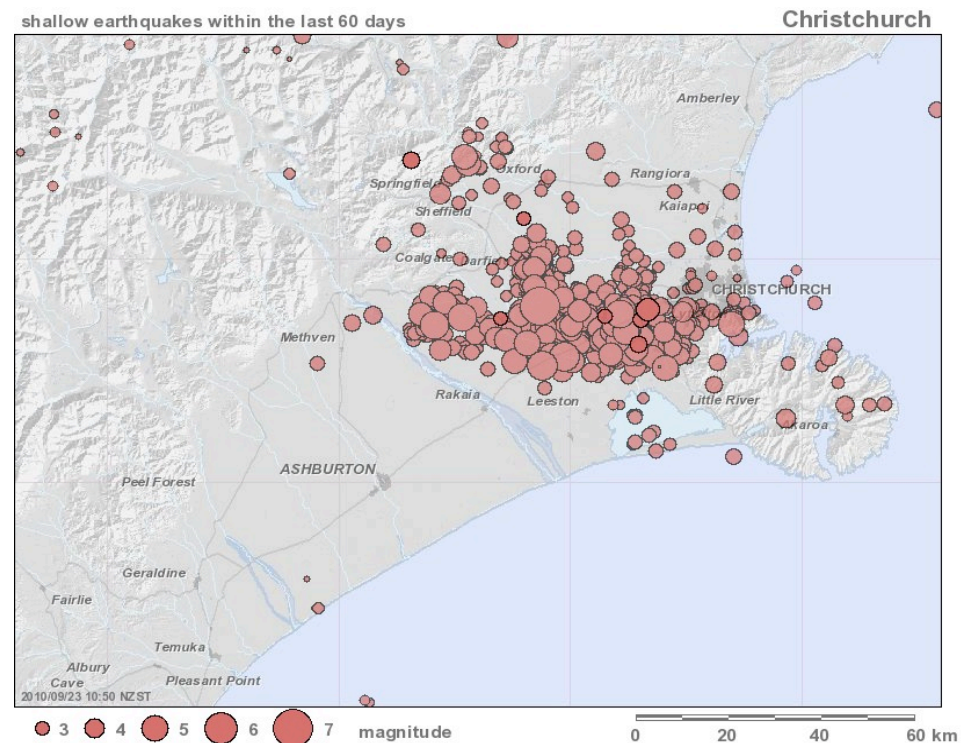 shallow earthquakes within the last 60 days
Christchurch
Amberley
Oxford
Springfield
Rangiora
Sheffield
Kaiapoi
Coalgate
Darfield
CHRISTCHURCH
Methven
Rakaia
Leeston
Little River
Akaroa
ASHBURTON
Peel Forest
Geraldine
Fairlie
Temuka
Albury
Cave
Pleasant Point
2010/09/23 10:50 NZST
3 4 5 6 7 magnitude
0 20 40 60 km